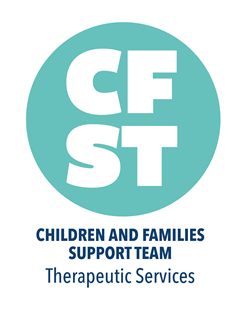 CF
ST
CHILDREN AND FAMILIES
SUPPORT TEAM
Therapeutic Services